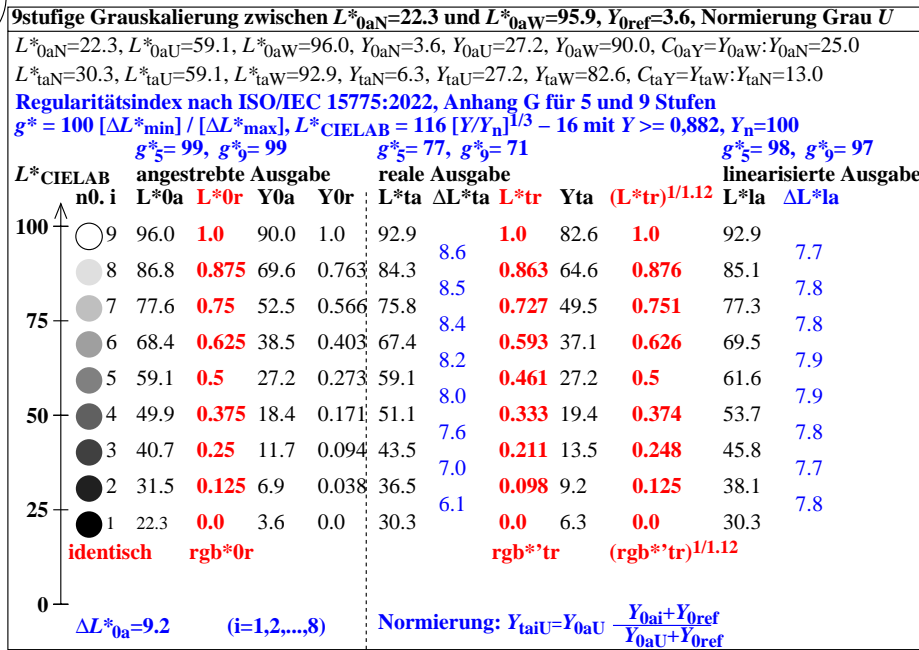 9stufige Grauskalierung zwischen L*0aN=22.3 und L*0aW=95.9, Y0ref=3.6, Normierung Grau U
L*0aN=22.3, L*0aU=59.1, L*0aW=96.0, Y0aN=3.6, Y0aU=27.2, Y0aW=90.0, C0aY=Y0aW:Y0aN=25.0
L*taN=30.3, L*taU=59.1, L*taW=92.9, YtaN=6.3, YtaU=27.2, YtaW=82.6, CtaY=YtaW:YtaN=13.0
Regularitätsindex nach ISO/IEC 15775:2022, Anhang G für 5 und 9 Stufen
g* = 100 [ΔL*min] / [ΔL*max], L*CIELAB = 116 [Y/Yn]1/3 – 16 mit Y >= 0,882, Yn=100
g*5= 99, g*9= 99 g*5= 77, g*9= 71 g*5= 98, g*9= 97
L*CIELAB angestrebte Ausgabe reale Ausgabe linearisierte Ausgabe
n0. i L*0a L*0r Y0a Y0r L*ta ΔL*ta L*tr Yta (L*tr)1/1.12 L*la ΔL*la
100 9 96.0 1.0 90.0 1.0 92.9 1.0 82.6 1.0 92.9
8.6 7.7
8 86.8 0.875 69.6 0.763 84.3 0.863 64.6 0.876 85.1
8.5 7.8
7 77.6 0.75 52.5 0.566 75.8 0.727 49.5 0.751 77.3
75 8.4 7.8
6 68.4 0.625 38.5 0.403 67.4 0.593 37.1 0.626 69.5
8.2 7.9
5 59.1 0.5 27.2 0.273 59.1 0.461 27.2 0.5 61.6
8.0 7.9
50 4 49.9 0.375 18.4 0.171 51.1 0.333 19.4 0.374 53.7
7.6 7.8
3 40.7 0.25 11.7 0.094 43.5 0.211 13.5 0.248 45.8
7.0 7.7
2 31.5 0.125 6.9 0.038 36.5 0.098 9.2 0.125 38.1
25 6.1 7.8
1 22.3 0.0 3.6 0.0 30.3 0.0 6.3 0.0 30.3
identisch rgb*0r rgb*'tr (rgb*'tr)1/1.12
0
ΔL*0a=9.2 (i=1,2,...,8) Normierung: YtaiU=Y0aU Y0ai+Y0ref
Y0aU+Y0ref